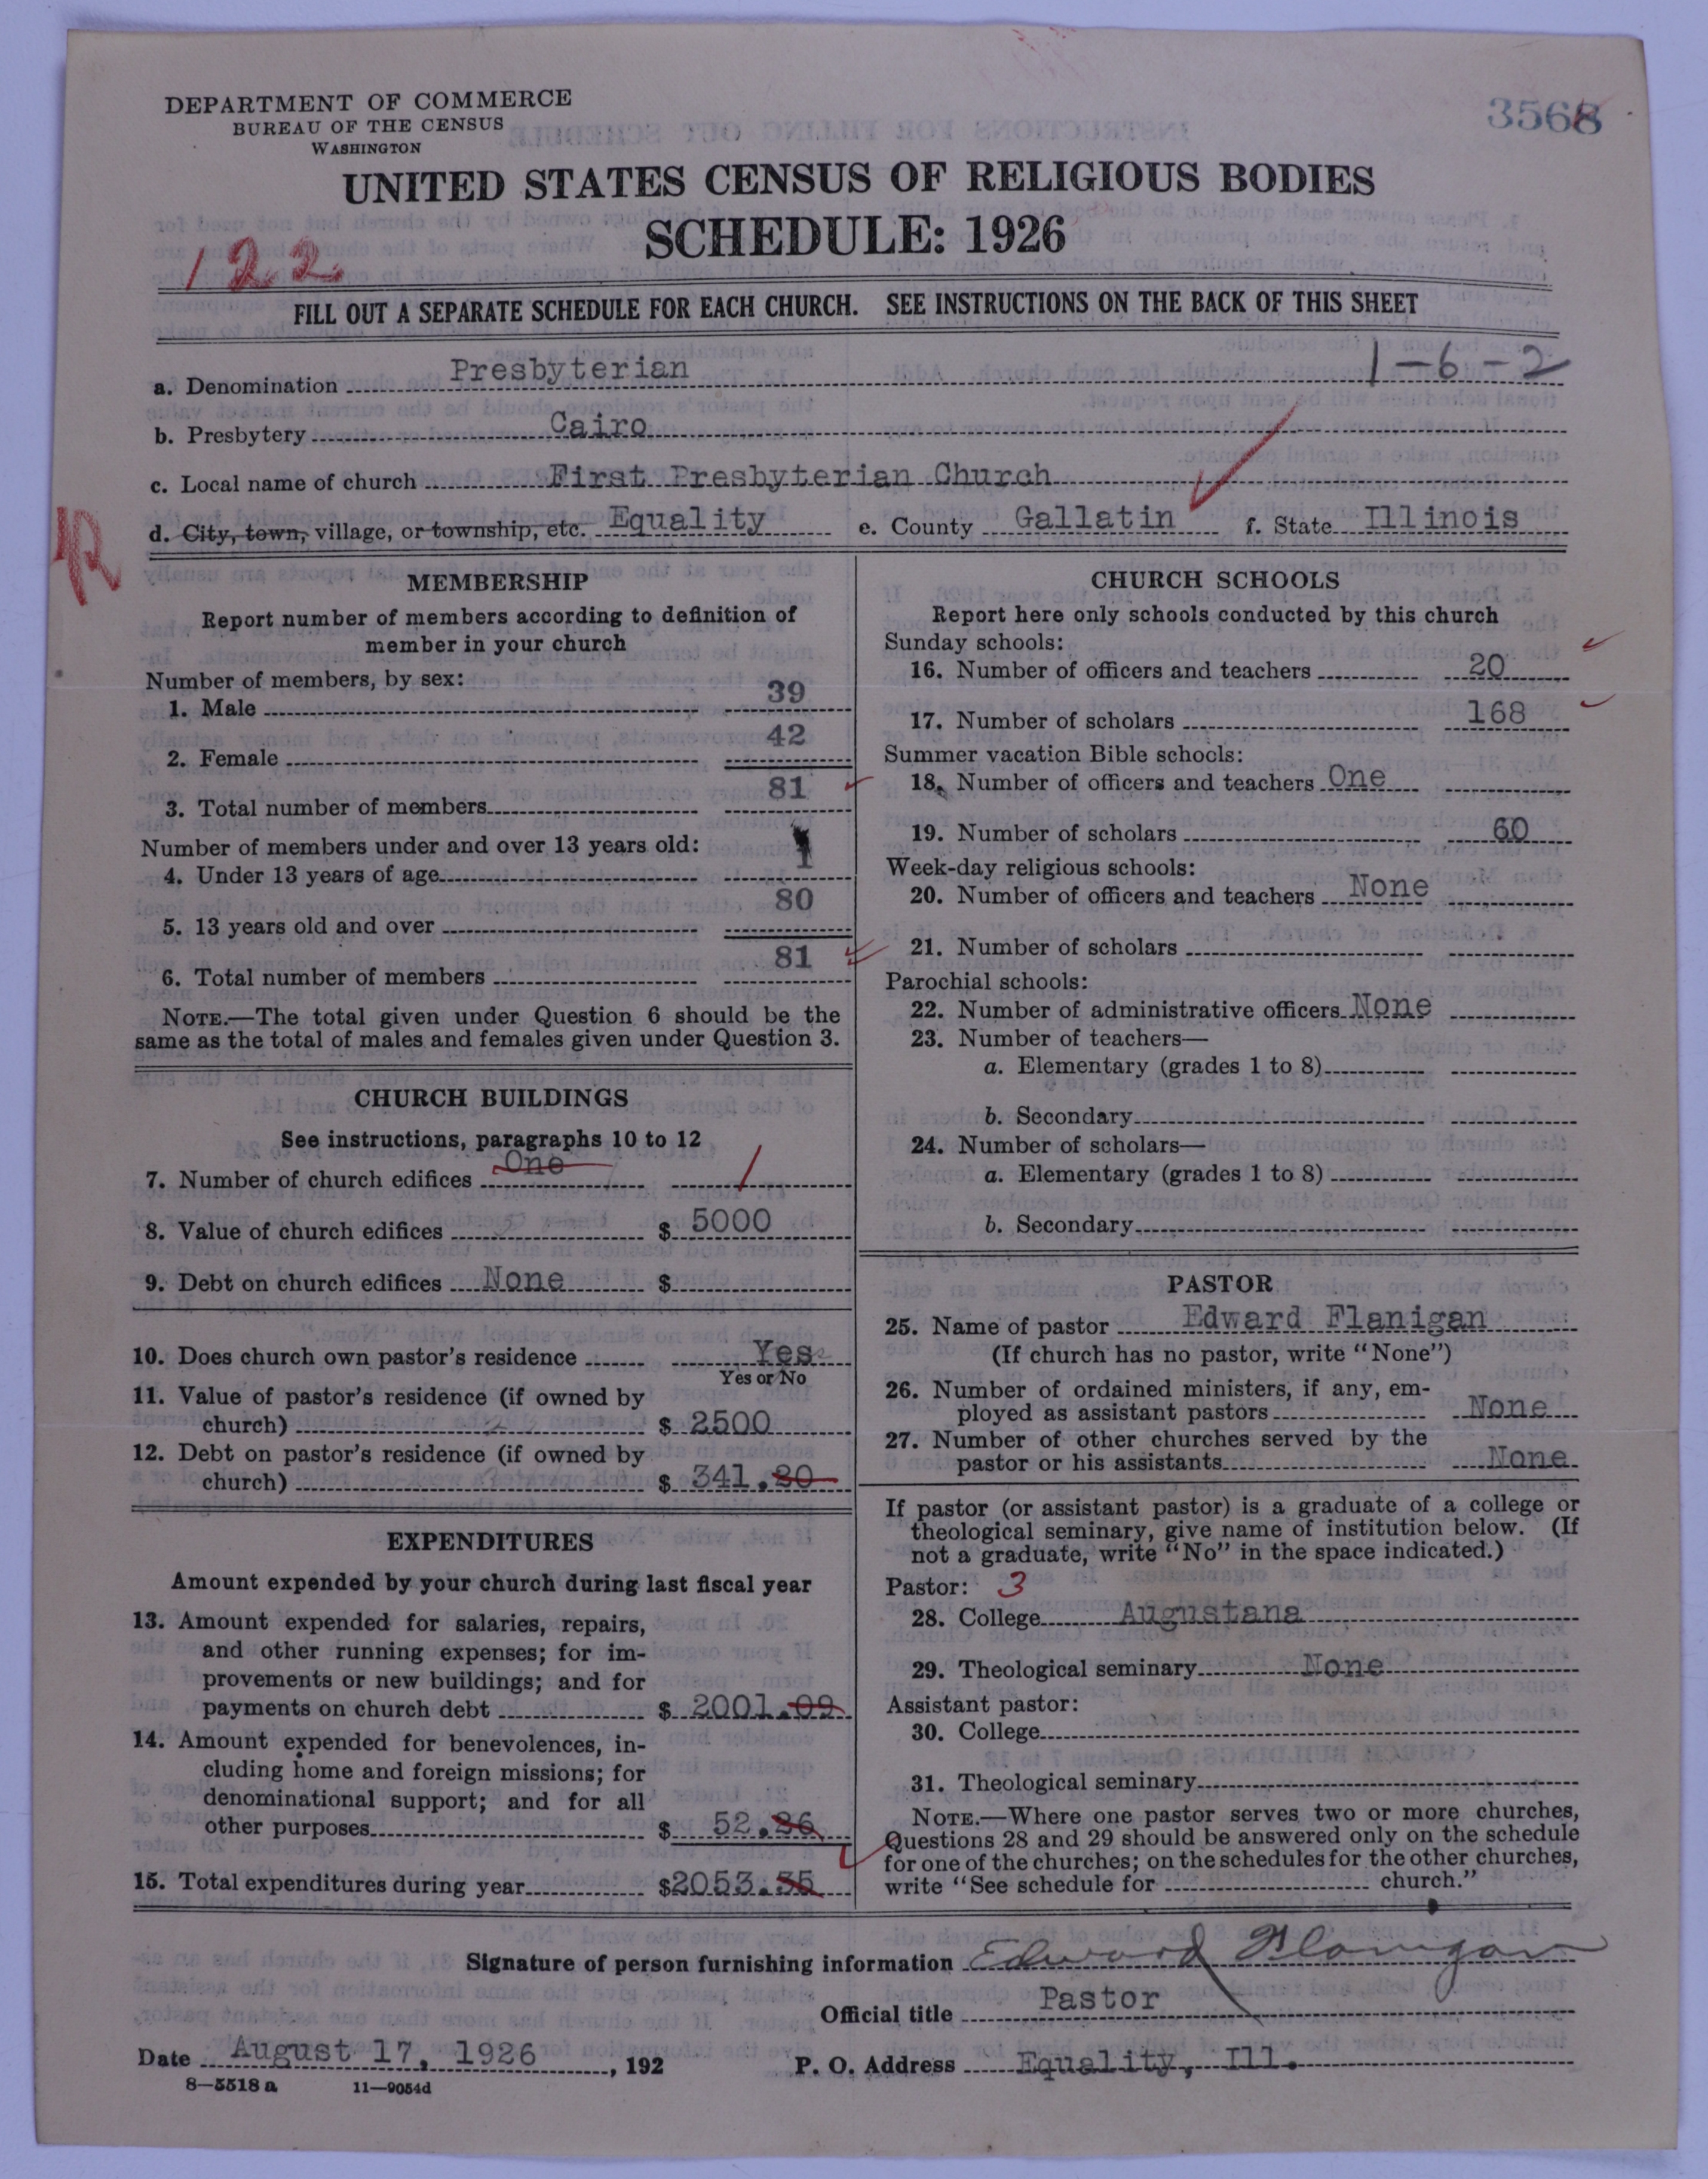 DEPARTMENT OF COMMERCE
BUREAU OF THE CENSUS
WASHINGTON
3568
UNITED STATES CENSUS OF RELIGIOUS BODIES
SCHEDULE: 1926
122
FILL OUT A SEPARATE SCHEDULE FOR EACH CHURCH. SEE INSTRUCTIONS ON THE BACK OF THIS SHEET
1-6-2
a. Denomination Presbyterian
b. Presbytery Cairo
c. Local name of church First Presbyterian Church
R
d. City, town, village, or township, etc. Equality e. County Gallatin f. State Illinois
MEMBERSHIP
Report number of members according to definition of
member in your church
Number of members, by sex:
1. Male 39
2. Female 42
3. Total number of members 81
Number of members under and over 13 years old:
4. Under 13 years of age 1
5. 13 years old and over 80
6. Total number of members 81
NOTE.—The total given under Question 6 should be the
same as the total of males and females given under Question 3.
CHURCH BUILDINGS
See instructions, paragraphs 10 to 12
7. Number of church edifices One 1
8. Value of church edifices $ 5000
9. Debt on church edifices None $
10. Does church own pastor's residence Yes
Yes or No
11. Value of pastor's residence (if owned by
church) $ 2500
12. Debt on pastor's residence (if owned by
church) $ 341.20
EXPENDITURES
Amount expended by your church during last fiscal year
13. Amount expended for salaries, repairs,
and other running expenses; for im-
provements or new buildings; and for
payments on church debt $ 2001.09
14. Amount expended for benevolences, in-
cluding home and foreign missions; for
denominational support; and for all
other purposes $ 52.26
15. Total expenditures during year $2053.35
CHURCH SCHOOLS
Report here only schools conducted by this church
Sunday schools:
16. Number of officers and teachers 20
17. Number of scholars 168
Summer vacation Bible schools:
18. Number of officers and teachers One
19. Number of scholars 60
Week-day religious schools:
20. Number of officers and teachers None
21. Number of scholars
Parochial schools:
22. Number of administrative officers None
23. Number of teachers—
a. Elementary (grades 1 to 8)
b. Secondary
24. Number of scholars—
a. Elementary (grades 1 to 8)
b. Secondary
PASTOR
25. Name of pastor Edward Flanigan
(If church has no pastor, write "None")
26. Number of ordained ministers, if any, em-
ployed as assistant pastors None
27. Number of other churches served by the
pastor or his assistants None
If pastor (or assistant pastor) is a graduate of a college or
theological seminary, give name of institution below. (If
not a graduate, write "No" in the space indicated.)
Pastor: 3
28. College Augustana
29. Theological seminary None
Assistant pastor:
30. College
31. Theological seminary
NOTE.—Where one pastor serves two or more churches,
Questions 28 and 29 should be answered only on the schedule
for one of the churches; on the schedules for the other churches,
write "See schedule for church."
Signature of person furnishing information Edward Flanigan
Official title Pastor
Date August 17, 1926, 192 P. O. Address Equality, Ill.
8—5518 a 11—9054d